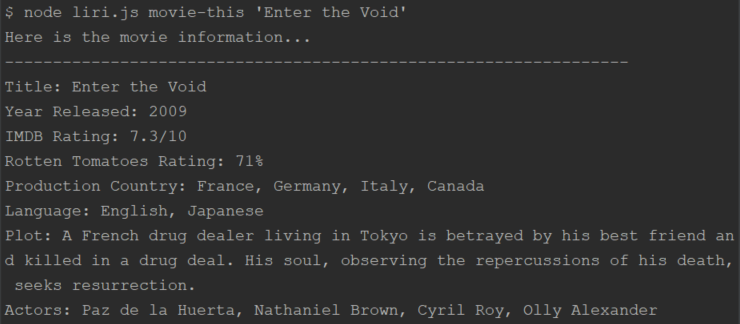 $ node liri.js movie-this 'Enter the Void'
Here is the movie information...
-----------------------------------------------------------------
Title: Enter the Void
Year Released: 2009
IMDB Rating: 7.3/10
Rotten Tomatoes Rating: 71%
Production Country: France, Germany, Italy, Canada
Language: English, Japanese
Plot: A French drug dealer living in Tokyo is betrayed by his best friend an
d killed in a drug deal. His soul, observing the repercussions of his death,
 seeks resurrection.
Actors: Paz de la Huerta, Nathaniel Brown, Cyril Roy, Olly Alexander